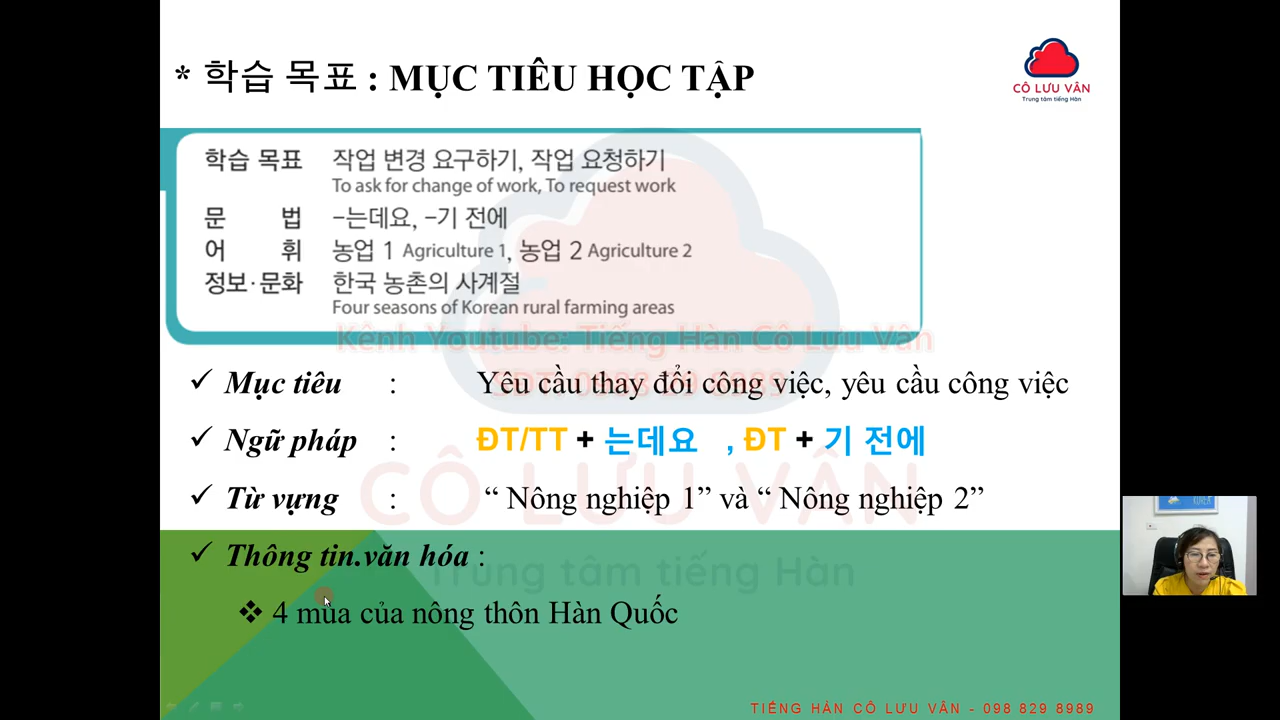 * 학습 목표 : MỤC TIÊU HỌC TẬP
CÔ LƯU VÂN
Trung tâm tiếng Hàn
학습 목표 작업 변경 요구하기, 작업 요청하기
To ask for change of work, To request work
문 법 -는데요, -기 전에
어 휘 농업 1 Agriculture 1, 농업 2 Agriculture 2
정보·문화 한국 농촌의 사계절
Four seasons of Korean rural farming areas
Kênh Youtube: Tiếng Hàn Cô Lưu Vân
✓ Mục tiêu : Yêu cầu thay đổi công việc, yêu cầu công việc
✓ Ngữ pháp : ĐT/TT + 는데요 , ĐT + 기 전에
CÔ LƯU VÂN
✓ Từ vựng : “ Nông nghiệp 1” và “ Nông nghiệp 2”
✓ Thông tin.văn hóa :
Trung tâm tiếng Hàn
❖ 4 mùa của nông thôn Hàn Quốc
TIẾNG HÀN CÔ LƯU VÂN - 098 829 8989